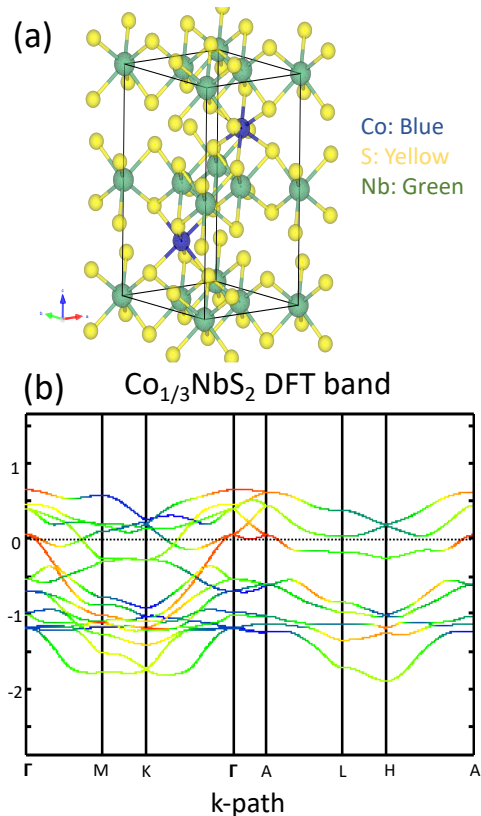 (a)
Co: Blue
S: Yellow
Nb: Green
c
b
a
(b) Co₁/₃NbS₂ DFT band
1
0
-1
-2
Γ M K Γ A L H A
k-path